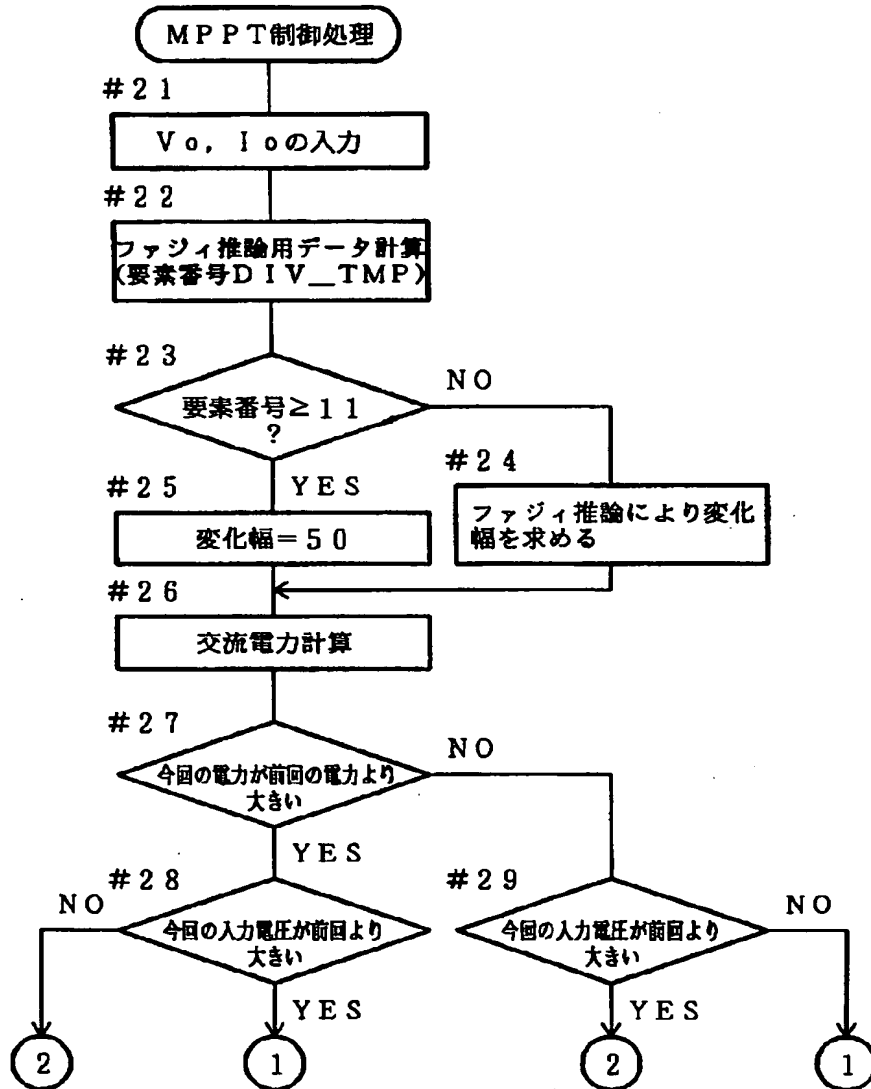 MPPT制御処理
#21
Vo,Ioの入力
#22
ファジィ推論用データ計算
(要素番号DIV_TMP)
#23
要素番号≥11
?
NO
#24
ファジィ推論により変化
幅を求める
YES
#25
変化幅=50
#26
交流電力計算
#27
今回の電力が前回の電力より
大きい
NO
YES
#28
今回の入力電圧が前回より
大きい
NO
YES
#29
今回の入力電圧が前回より
大きい
NO
YES
2
1
2
1